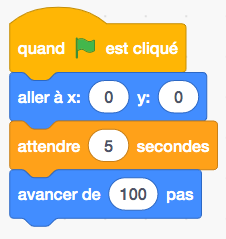 quand est cliqué
aller à x: 0 y: 0
attendre 5 secondes
avancer de 100 pas